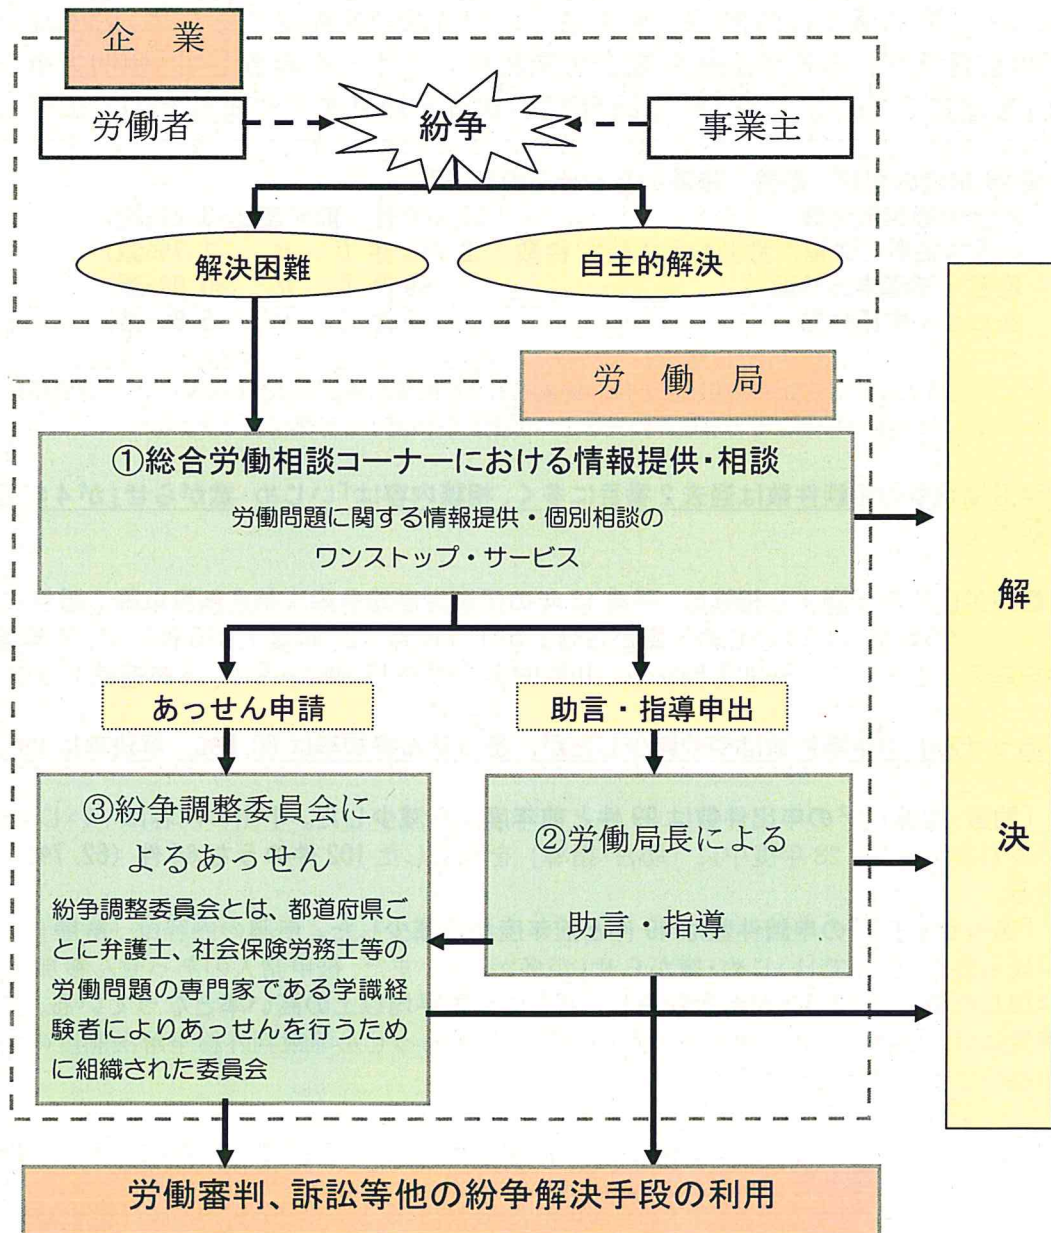 企　業
労働者
紛争
事業主
解決困難
自主的解決
労　働　局
①総合労働相談コーナーにおける情報提供・相談
労働問題に関する情報提供・個別相談の
ワンストップ・サービス
あっせん申請
助言・指導申出
③紛争調整委員会に
よるあっせん
紛争調整委員会とは、都道府県ご
とに弁護士、社会保険労務士等の
労働問題の専門家である学識経
験者によりあっせんを行うため
に組織された委員会
②労働局長による
助言・指導
解
決
労働審判、訴訟等他の紛争解決手段の利用